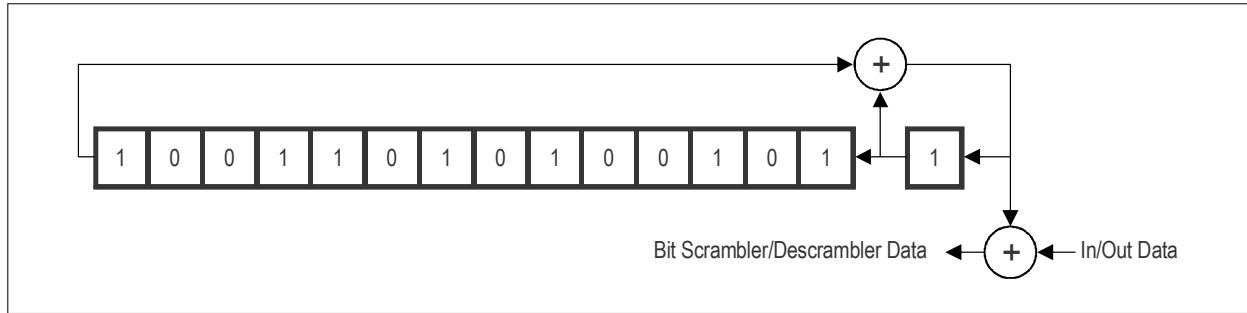 +
1 0 0 1 1 0 1 0 1 0 0 1 0 1 1
Bit Scrambler/Descrambler Data + In/Out Data